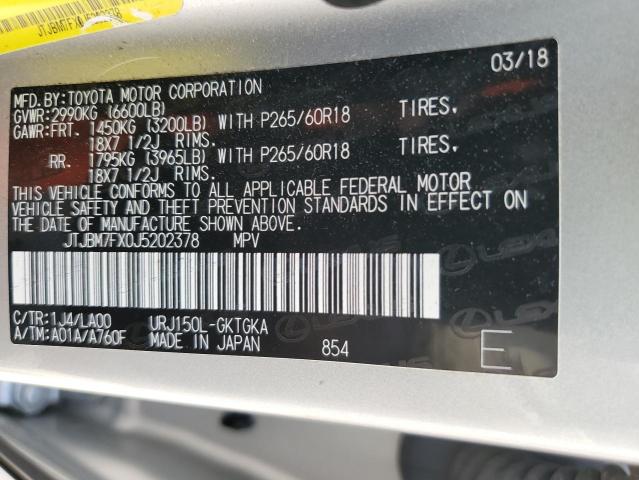 JTJBM7FX0J5202378
03/18
MFD.BY:TOYOTA MOTOR CORPORATION
GVWR:2990KG (6600LB)
GAWR:FRT. 1450KG (3200LB) WITH P265/60R18 TIRES,
18X7 1/2J RIMS.
RR. 1795KG (3965LB) WITH P265/60R18 TIRES,
18X7 1/2J RIMS.
THIS VEHICLE CONFORMS TO ALL APPLICABLE FEDERAL MOTOR
VEHICLE SAFETY AND THEFT PREVENTION STANDARDS IN EFFECT ON
THE DATE OF MANUFACTURE SHOWN ABOVE.
JTJBM7FX0J5202378 MPV
C/TR:1J4/LA00 URJ150L-GKTGKA
A/TM:A01A/A760F MADE IN JAPAN 854
E